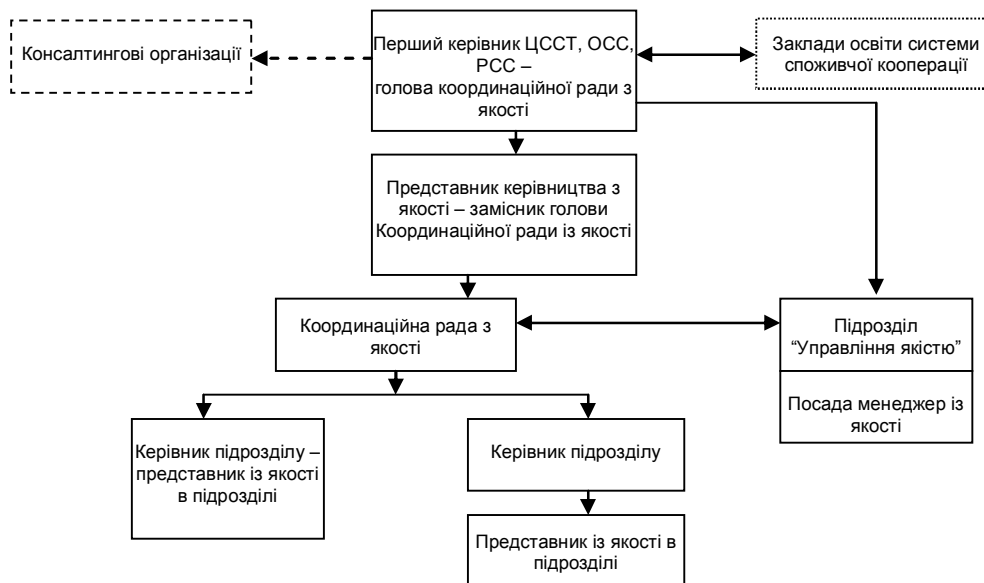 Консалтингові організації
Перший керівник ЦССТ, ОСС,
РСС –
голова координаційної ради з
якості
Заклади освіти системи
споживчої кооперації
Представник керівництва з
якості – замісник голови
Координаційної ради із якості
Координаційна рада з
якості
Підрозділ
“Управління якістю”
Посада менеджер із
якості
Керівник підрозділу –
представник із якості
в підрозділі
Керівник підрозділу
Представник із якості в
підрозділі